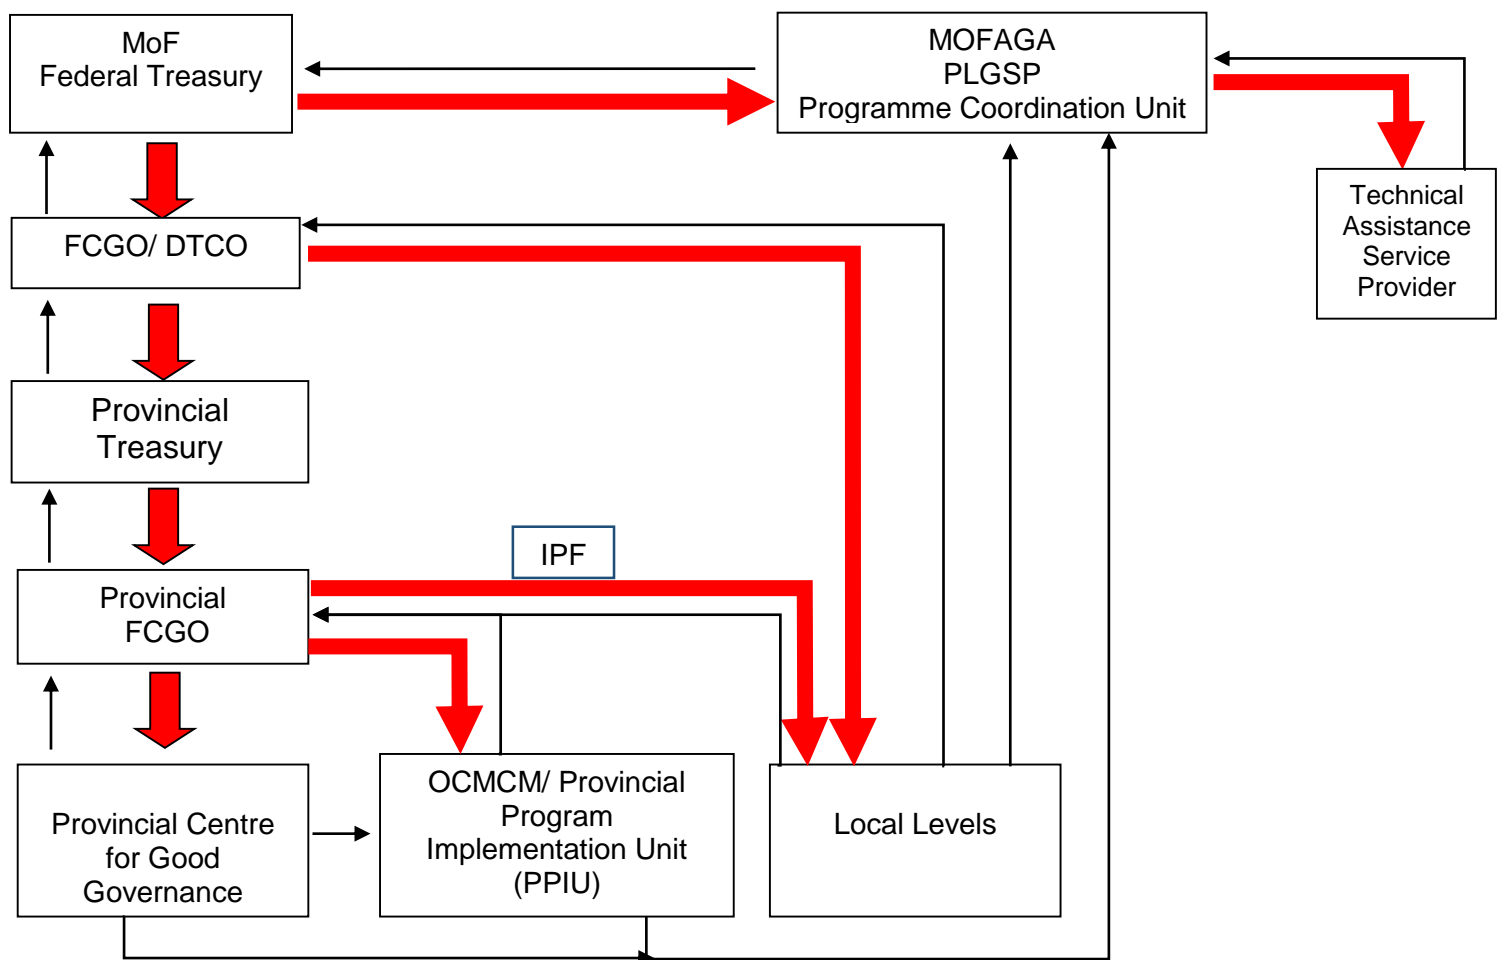 MoF
Federal Treasury
MOFAGA
PLGSP
Programme Coordination Unit
Technical
Assistance
Service
Provider
FCGO/ DTCO
Provincial
Treasury
IPF
Provincial
FCGO
Provincial Centre
for Good
Governance
OCMCM/ Provincial
Program
Implementation Unit
(PPIU)
Local Levels